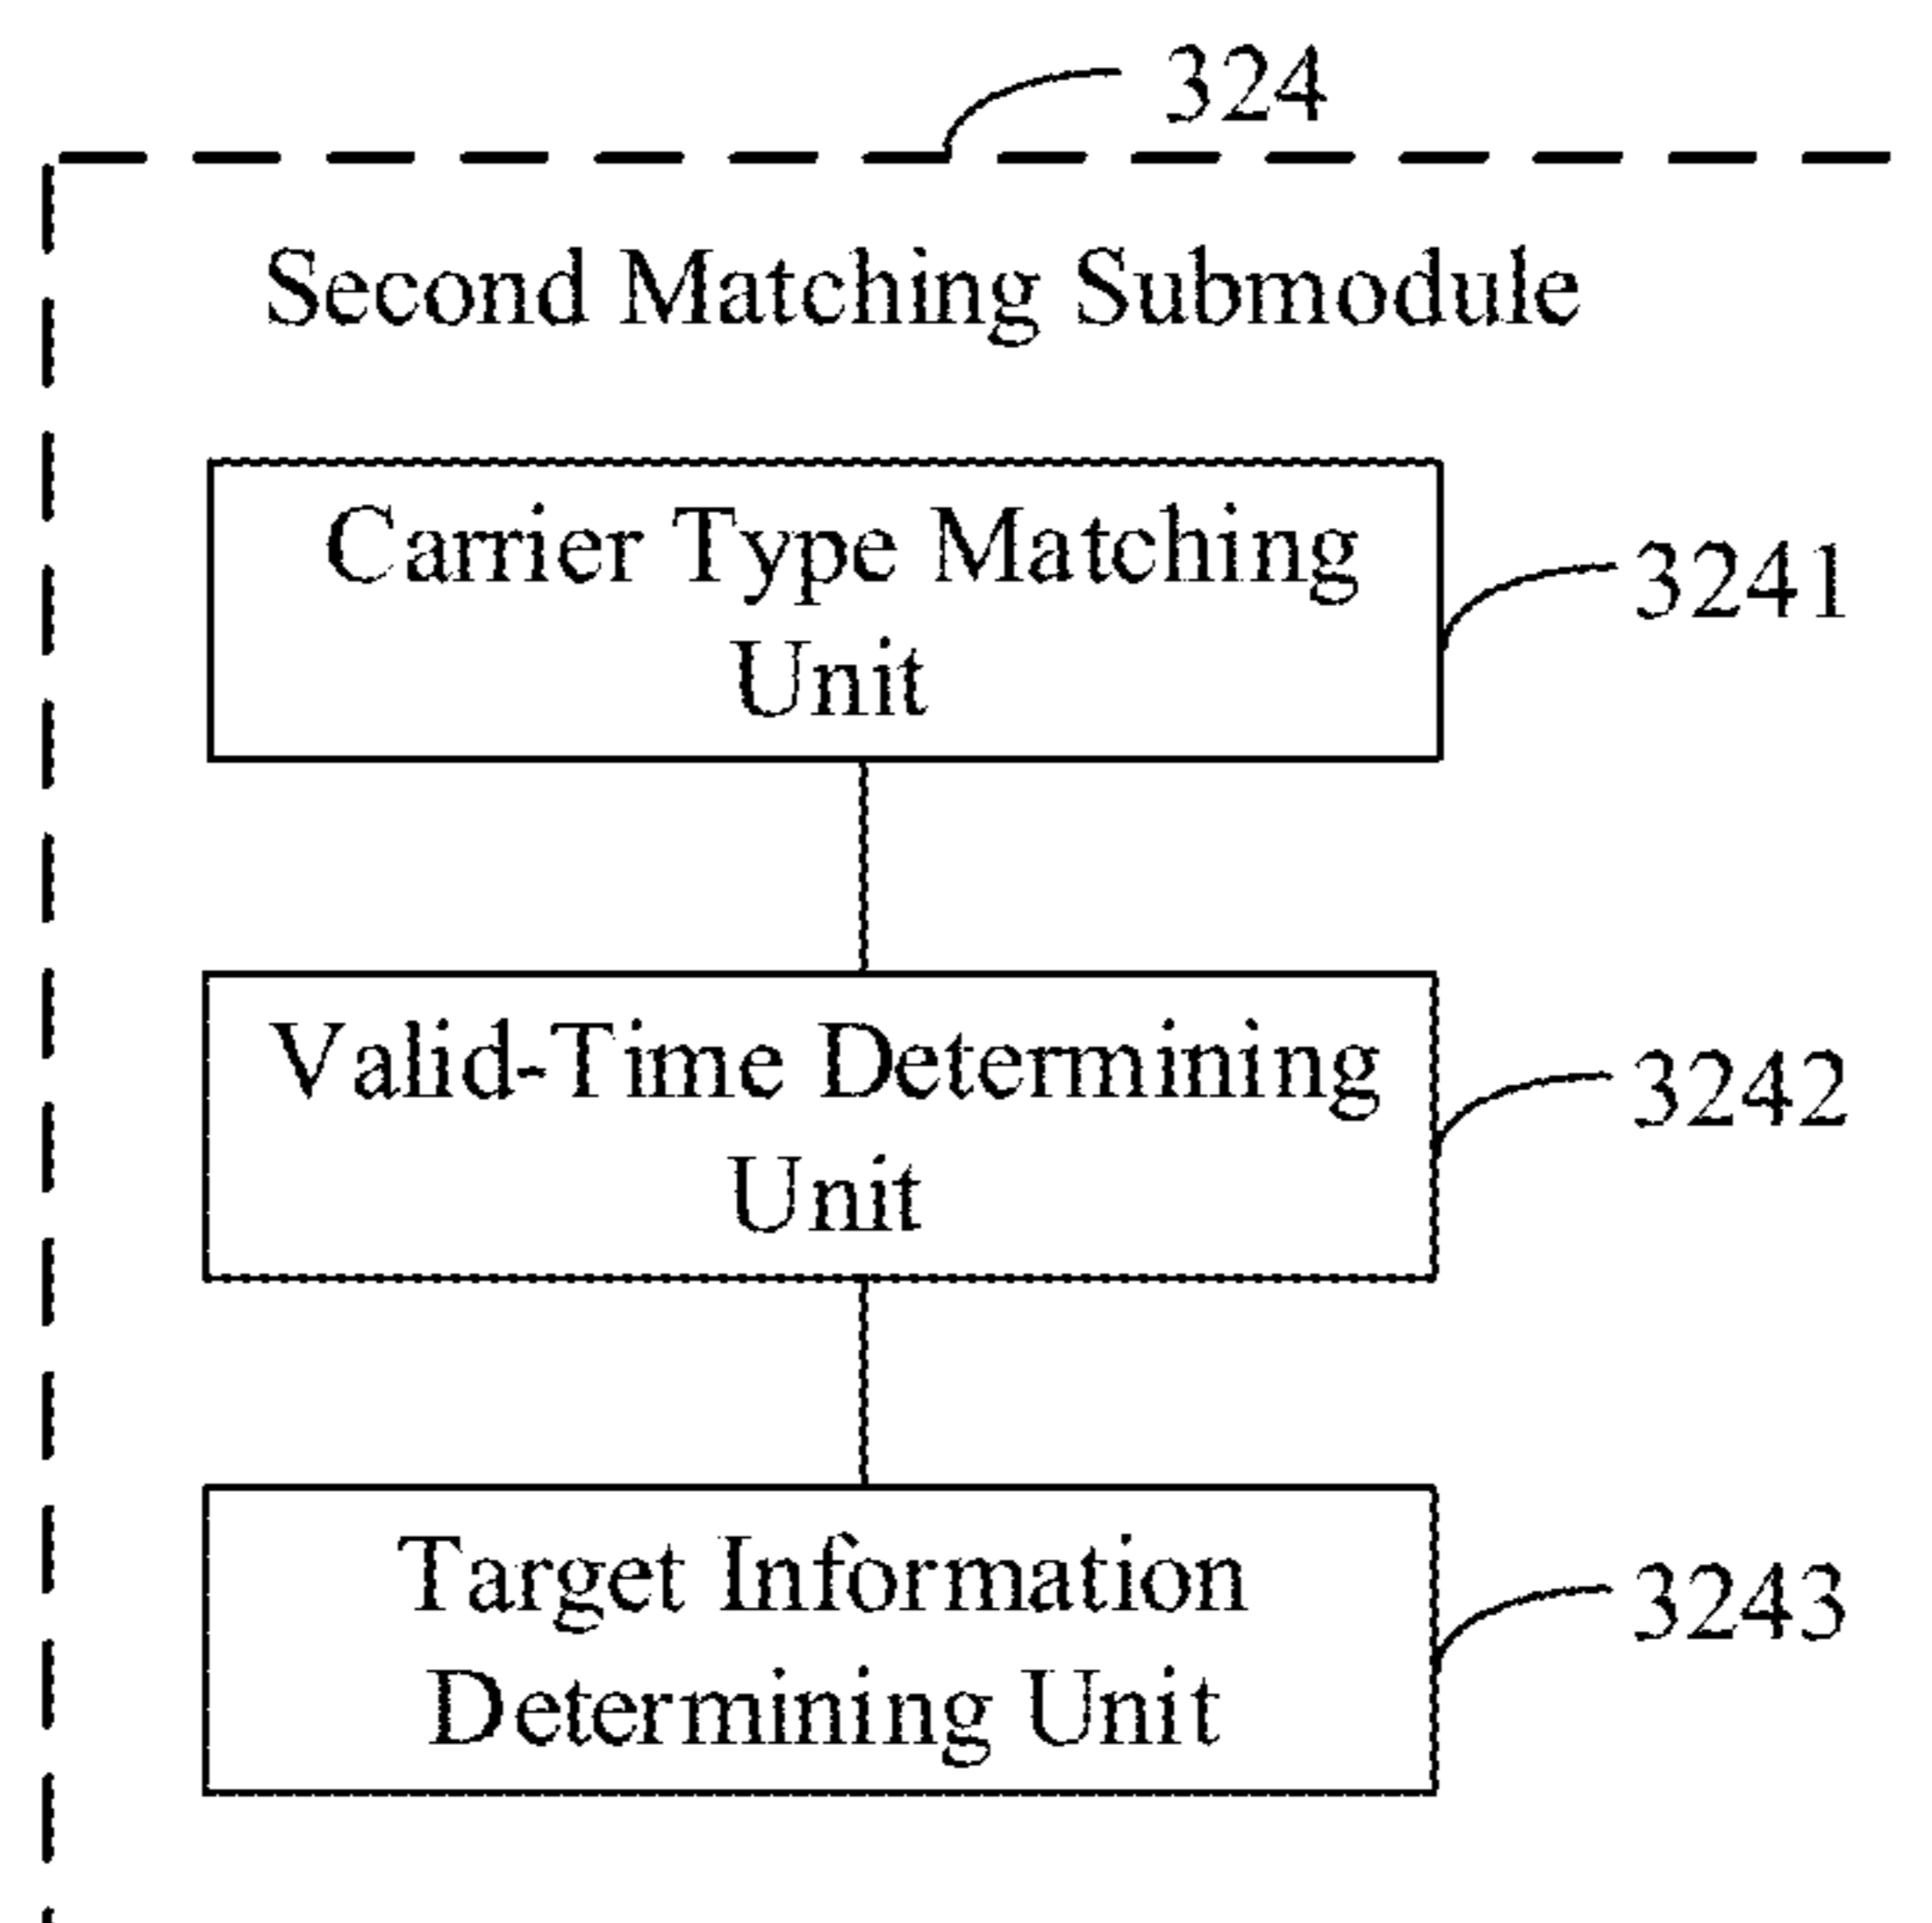 324
Second Matching Submodule
Carrier Type Matching
Unit
3241
Valid-Time Determining
Unit
3242
Target Information
Determining Unit
3243